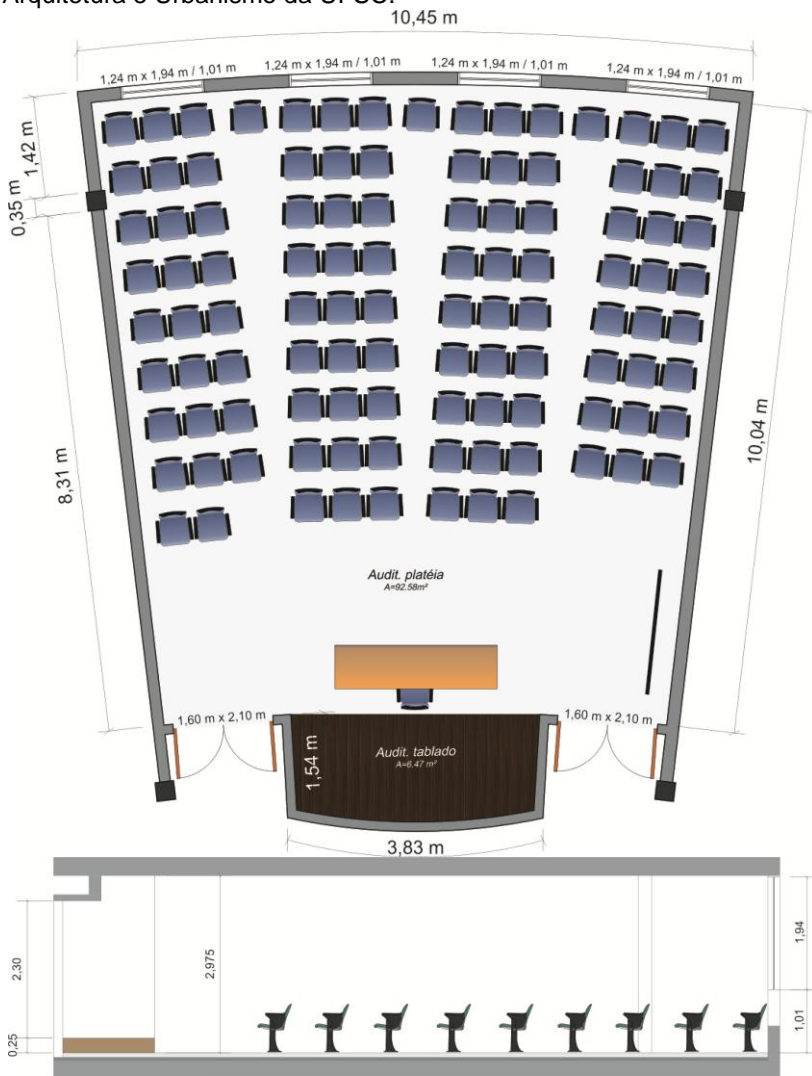 Arquitetura e Urbanismo da UFSC.
10,45 m
1,24 m x 1,94 m / 1,01 m
1,24 m x 1,94 m / 1,01 m
1,24 m x 1,94 m / 1,01 m
1,24 m x 1,94 m / 1,01 m
1,42 m
0,35 m
8,31 m
10,04 m
Audit. platéia
A=92.58m²
1,60 m x 2,10 m
1,60 m x 2,10 m
1,54 m
Audit. tablado
A=6.47 m²
3,83 m
2,30
0,25
2,975
1,94
1,01